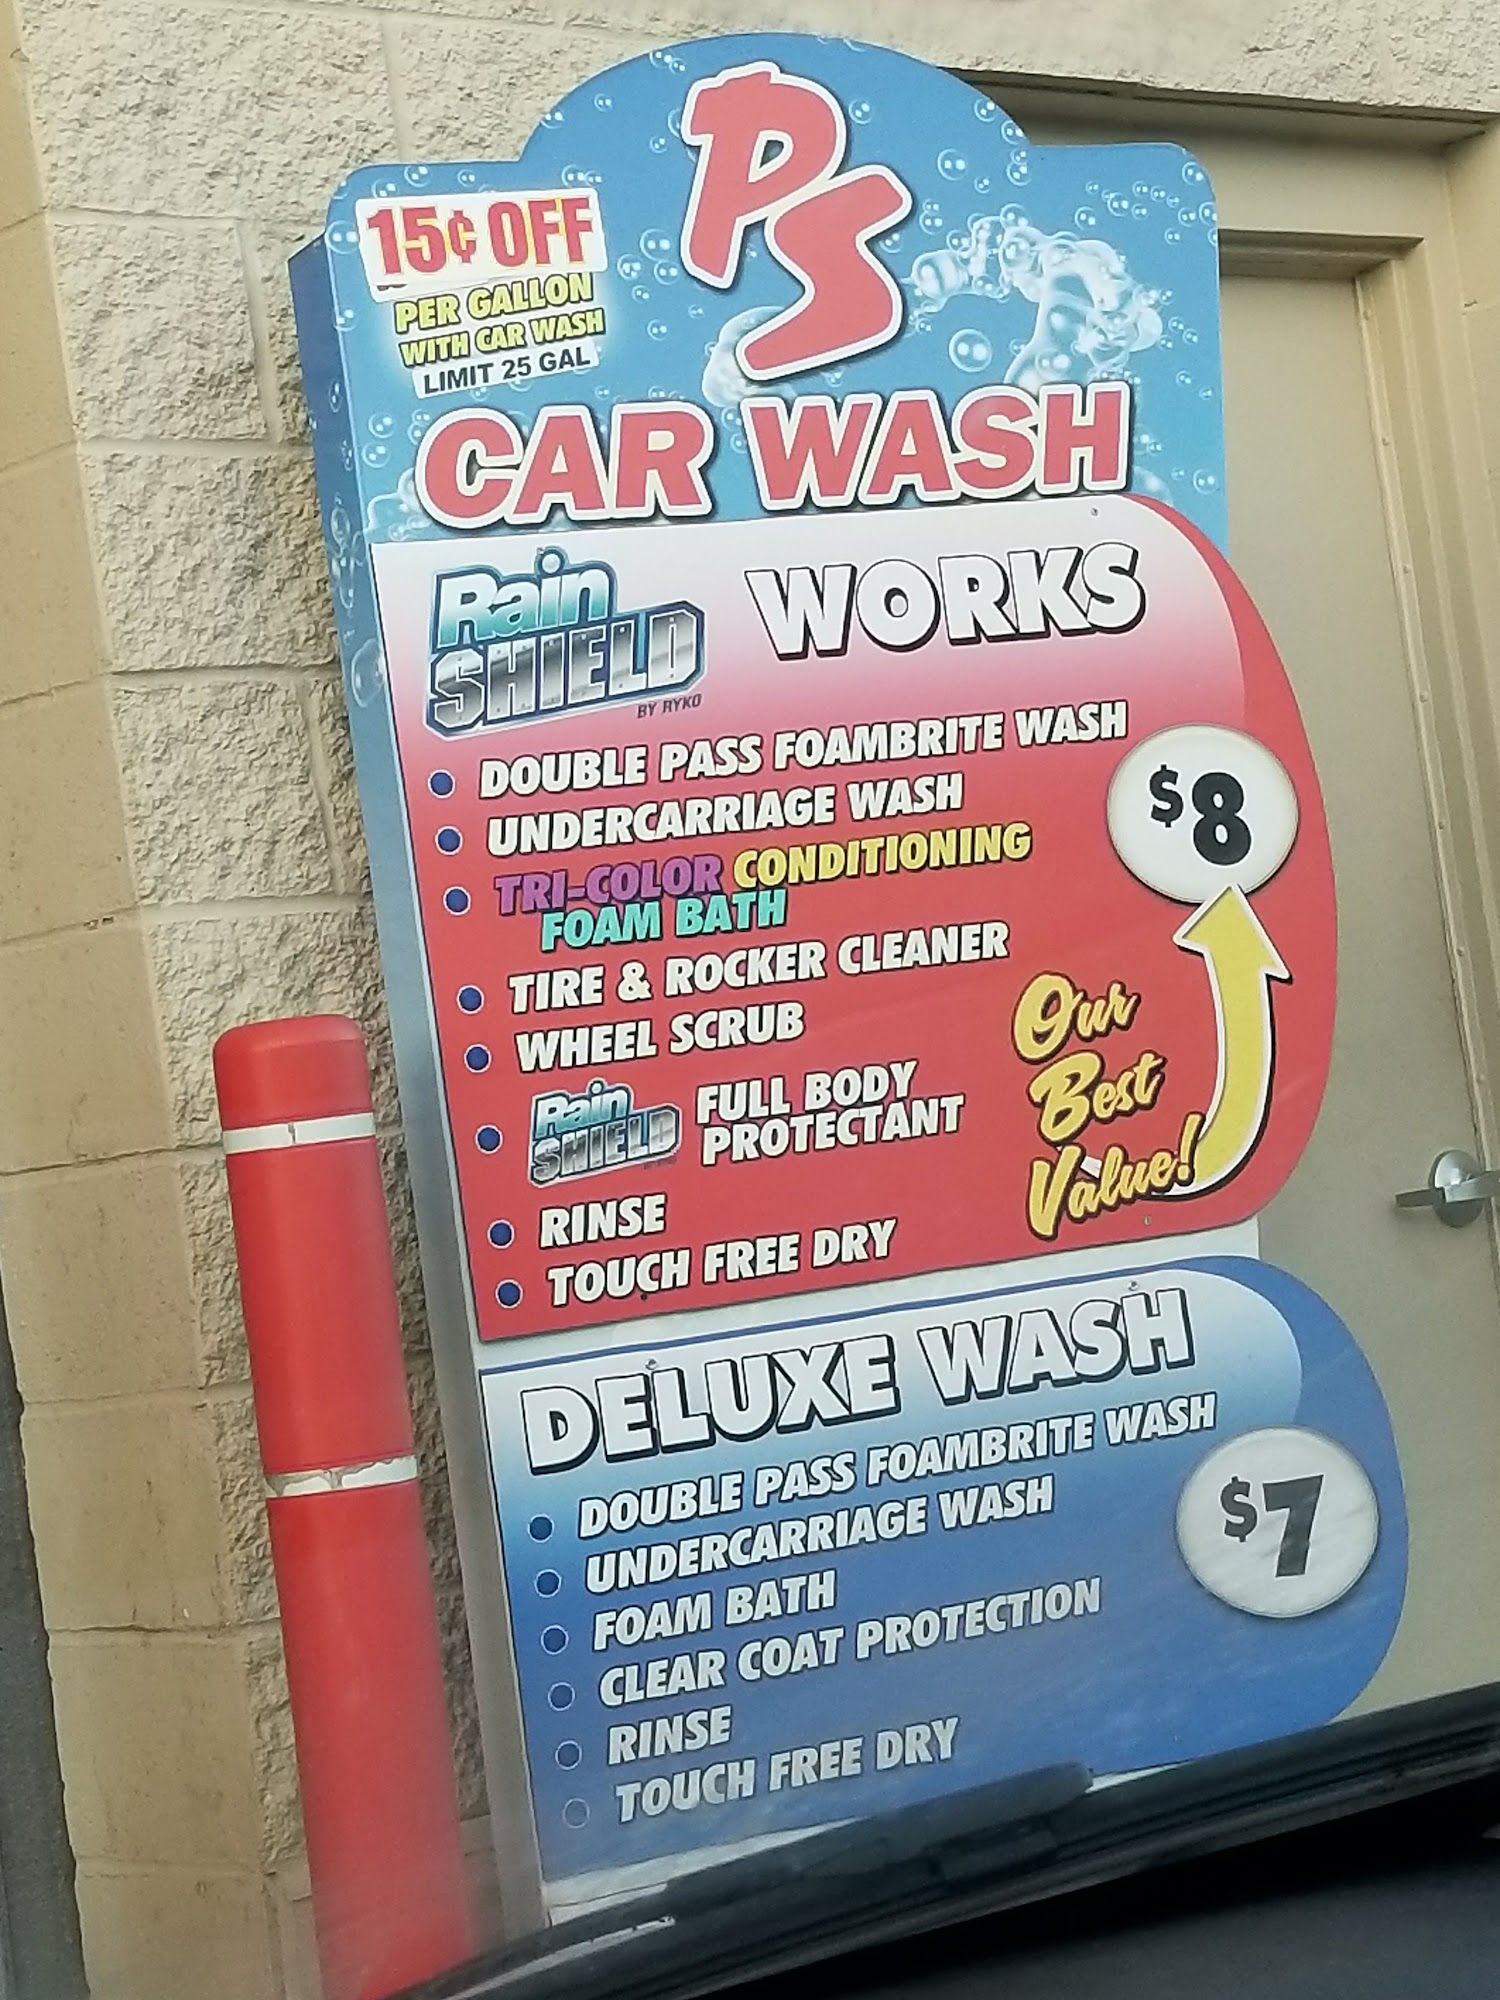 PS
15¢ OFF
PER GALLON
WITH CAR WASH
LIMIT 25 GAL
CAR WASH
Rain
SHIELD
BY RYKO
WORKS
DOUBLE PASS FOAMBRITE WASH
UNDERCARRIAGE WASH
TRI-COLOR CONDITIONING
FOAM BATH
TIRE & ROCKER CLEANER
WHEEL SCRUB
Rain
SHIELD
FULL BODY
PROTECTANT
RINSE
TOUCH FREE DRY
$8
Our
Best
Value!
DELUXE WASH
DOUBLE PASS FOAMBRITE WASH
UNDERCARRIAGE WASH
FOAM BATH
CLEAR COAT PROTECTION
RINSE
TOUCH FREE DRY
$7